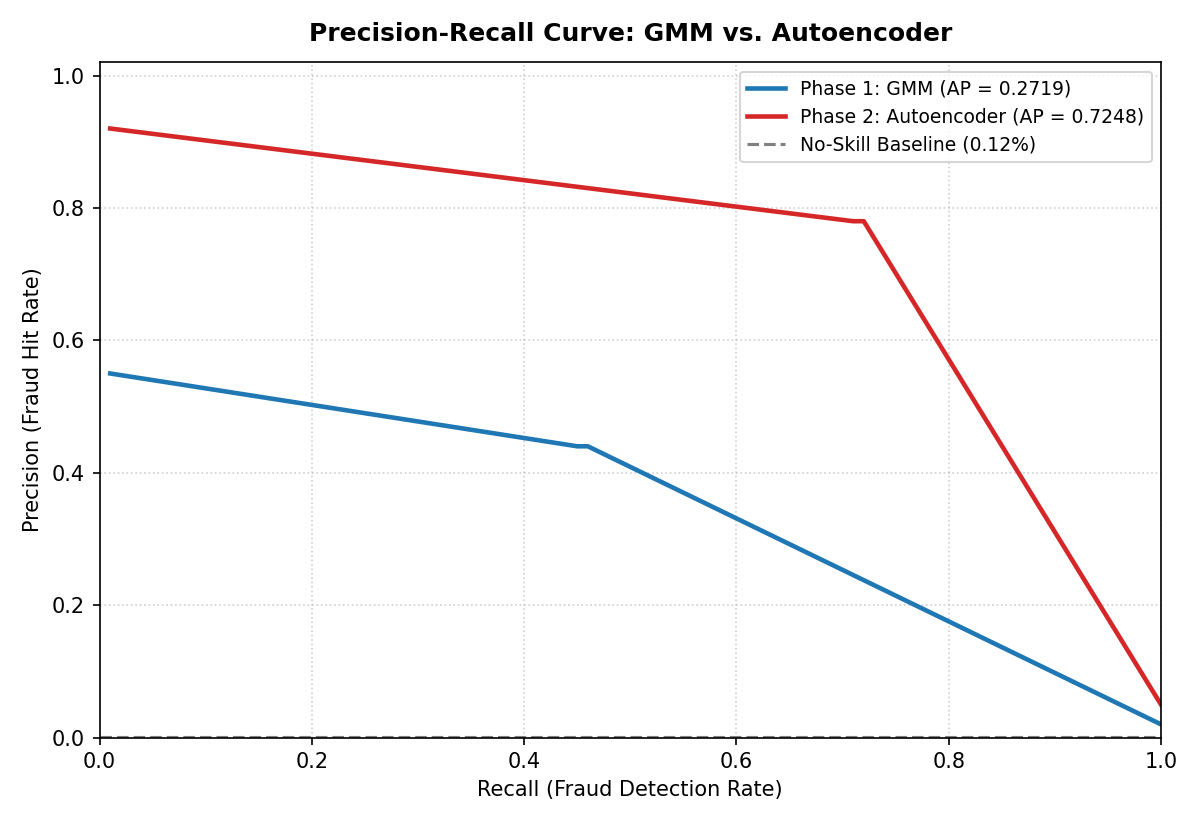 Precision-Recall Curve: GMM vs. Autoencoder
Phase 1: GMM (AP = 0.2719)
Phase 2: Autoencoder (AP = 0.7248)
No-Skill Baseline (0.12%)
Precision (Fraud Hit Rate)
1.0
0.8
0.6
0.4
0.2
0.0
0.0 0.2 0.4 0.6 0.8 1.0
Recall (Fraud Detection Rate)